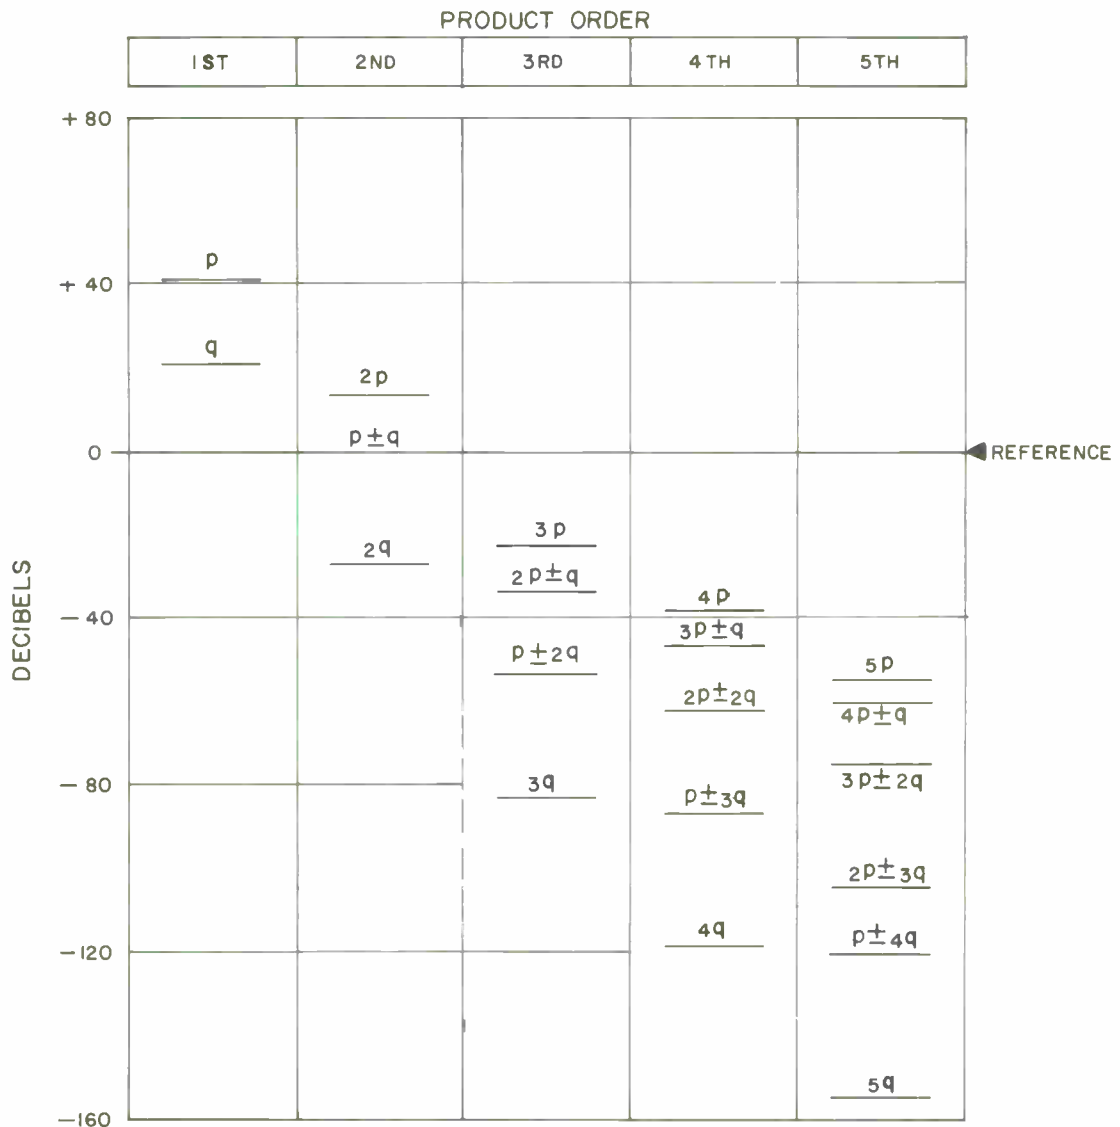 PRODUCT ORDER
1ST 2ND 3RD 4TH 5TH
+80
p
+40
q
2p
p±q
0
REFERENCE
3p
2q
2p±q
4p
-40
3p±q
p±2q
5p
2p±2q
4p±q
-80
3q
3p±2q
p±3q
2p±3q
4q
p±4q
-120
5q
-160
DECIBELS